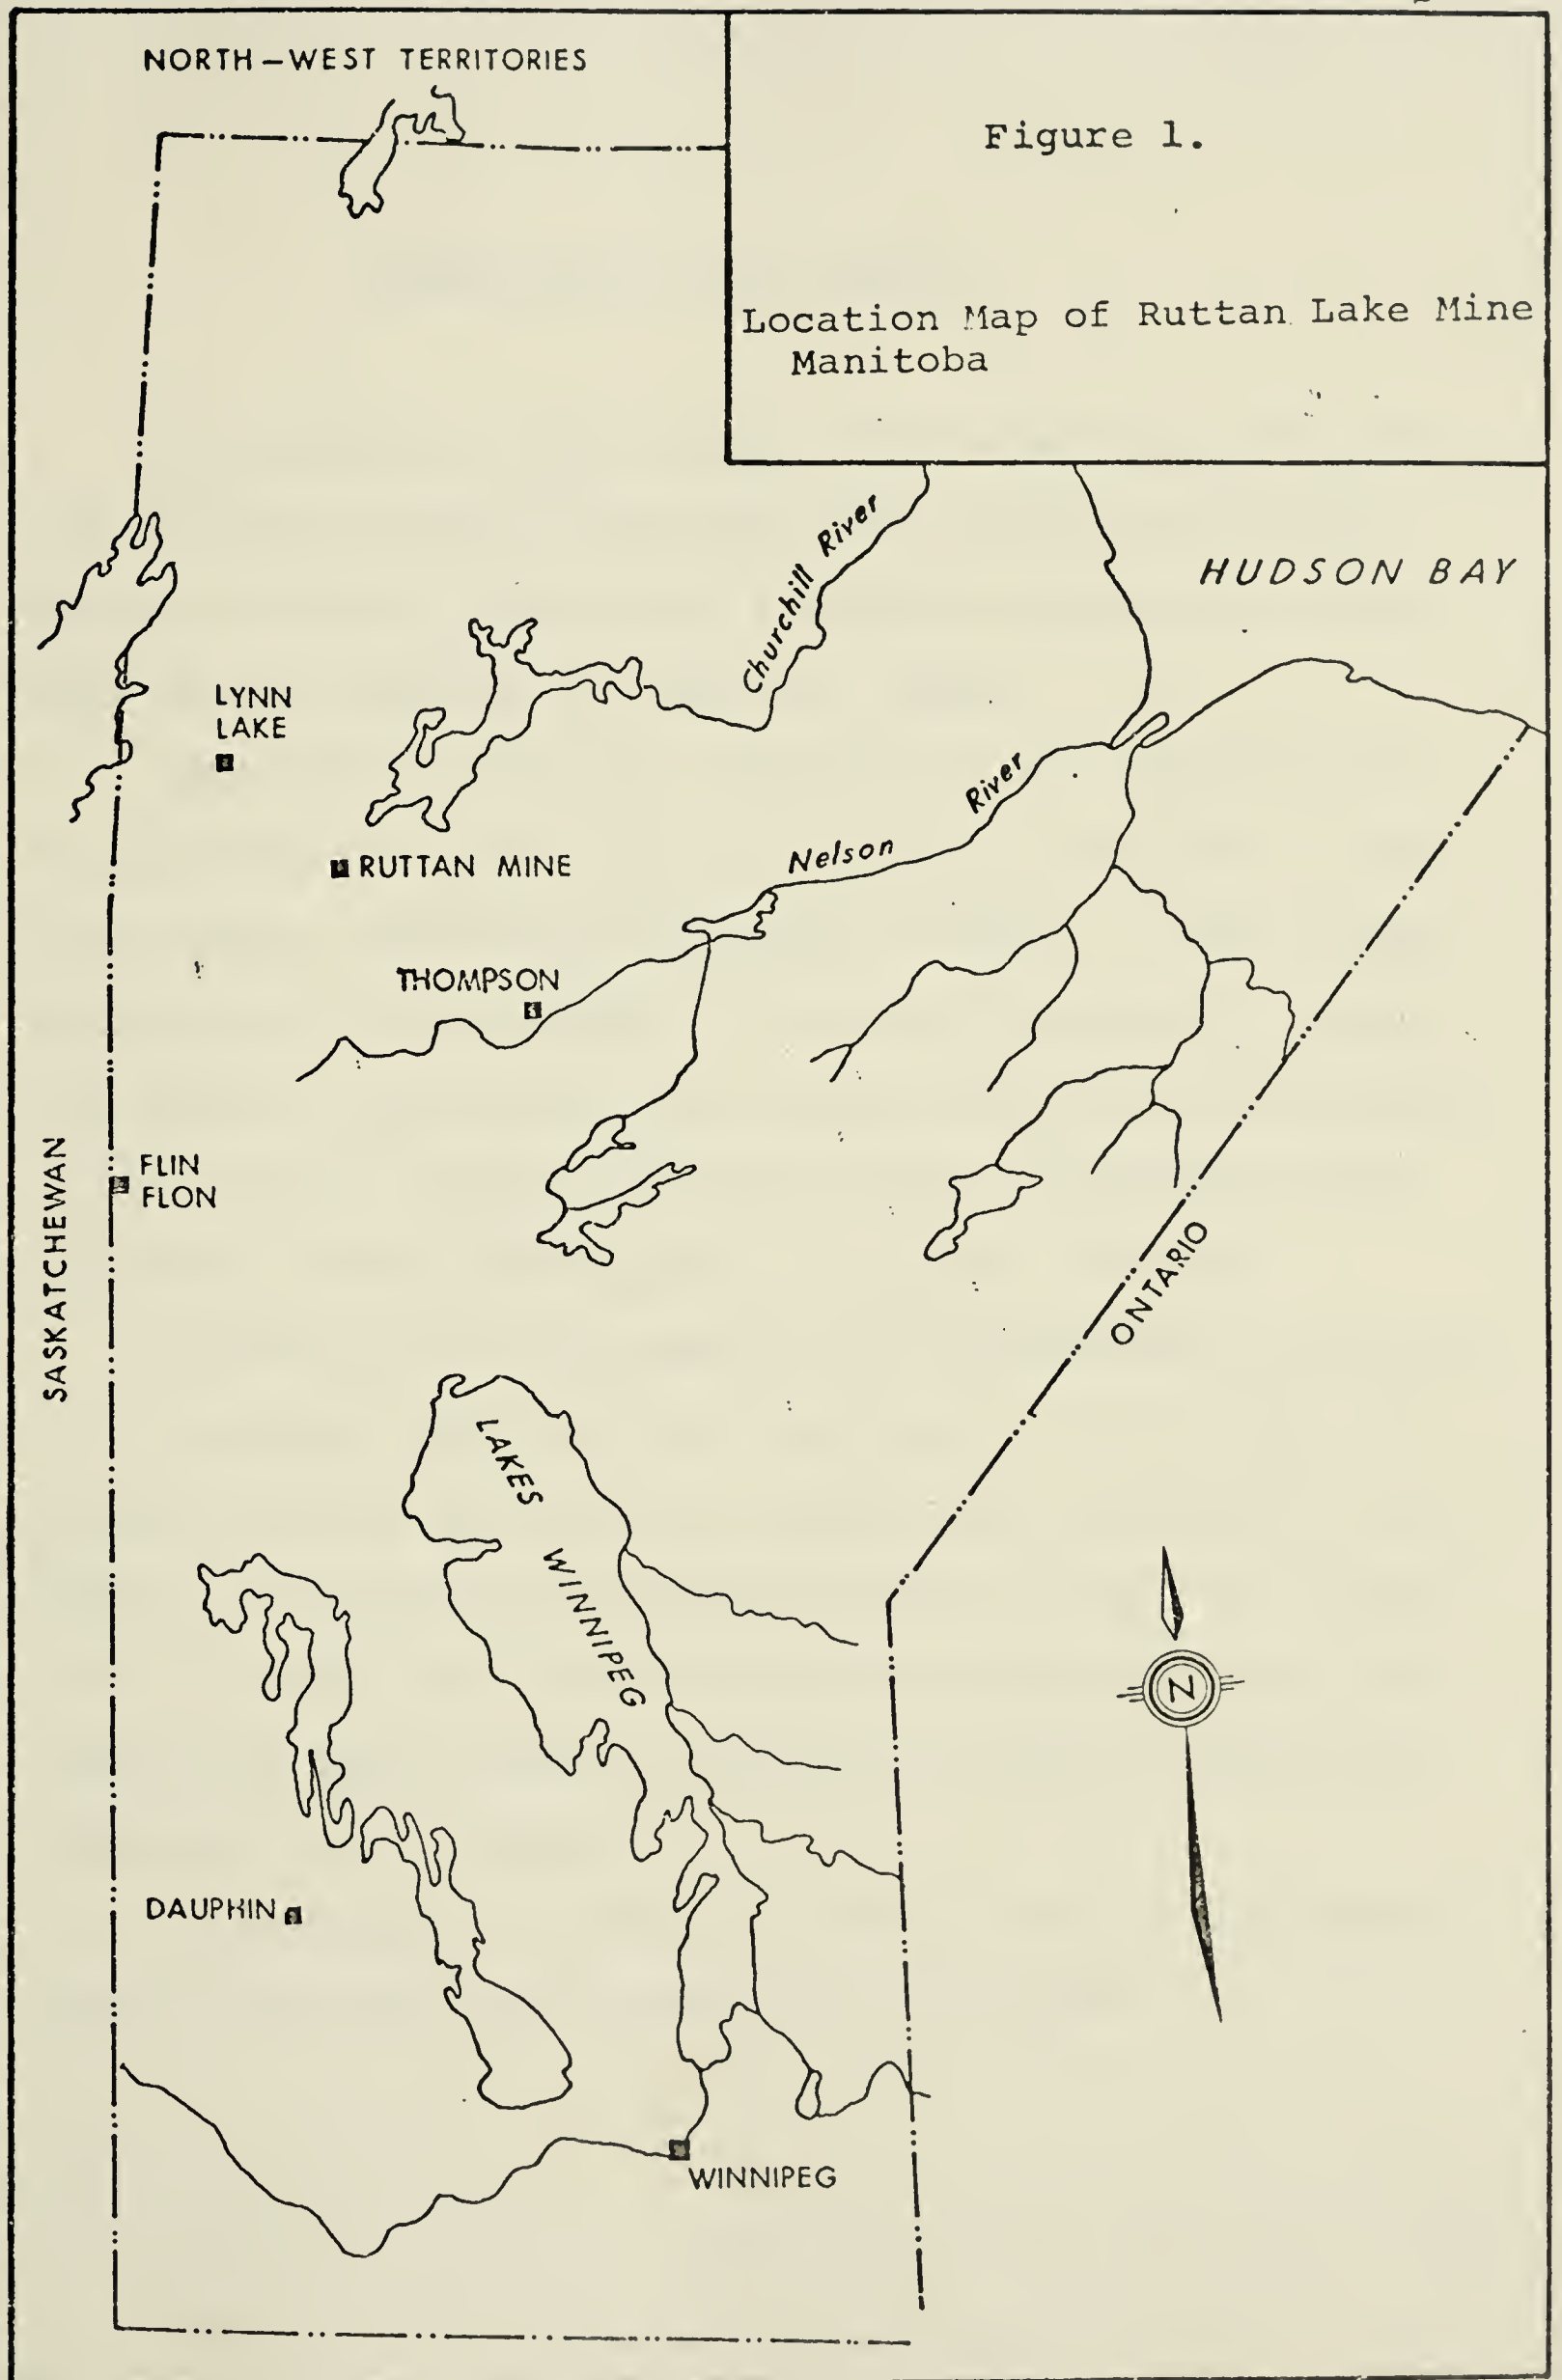 NORTH-WEST TERRITORIES
Figure 1.
Location Map of Ruttan Lake Mine
Manitoba
Churchill River
HUDSON BAY
LYNN
LAKE
Nelson River
RUTTAN MINE
THOMPSON
FLIN
FLON
SASKATCHEWAN
ONTARIO
LAKES WINNIPEG
N
DAUPHIN
WINNIPEG